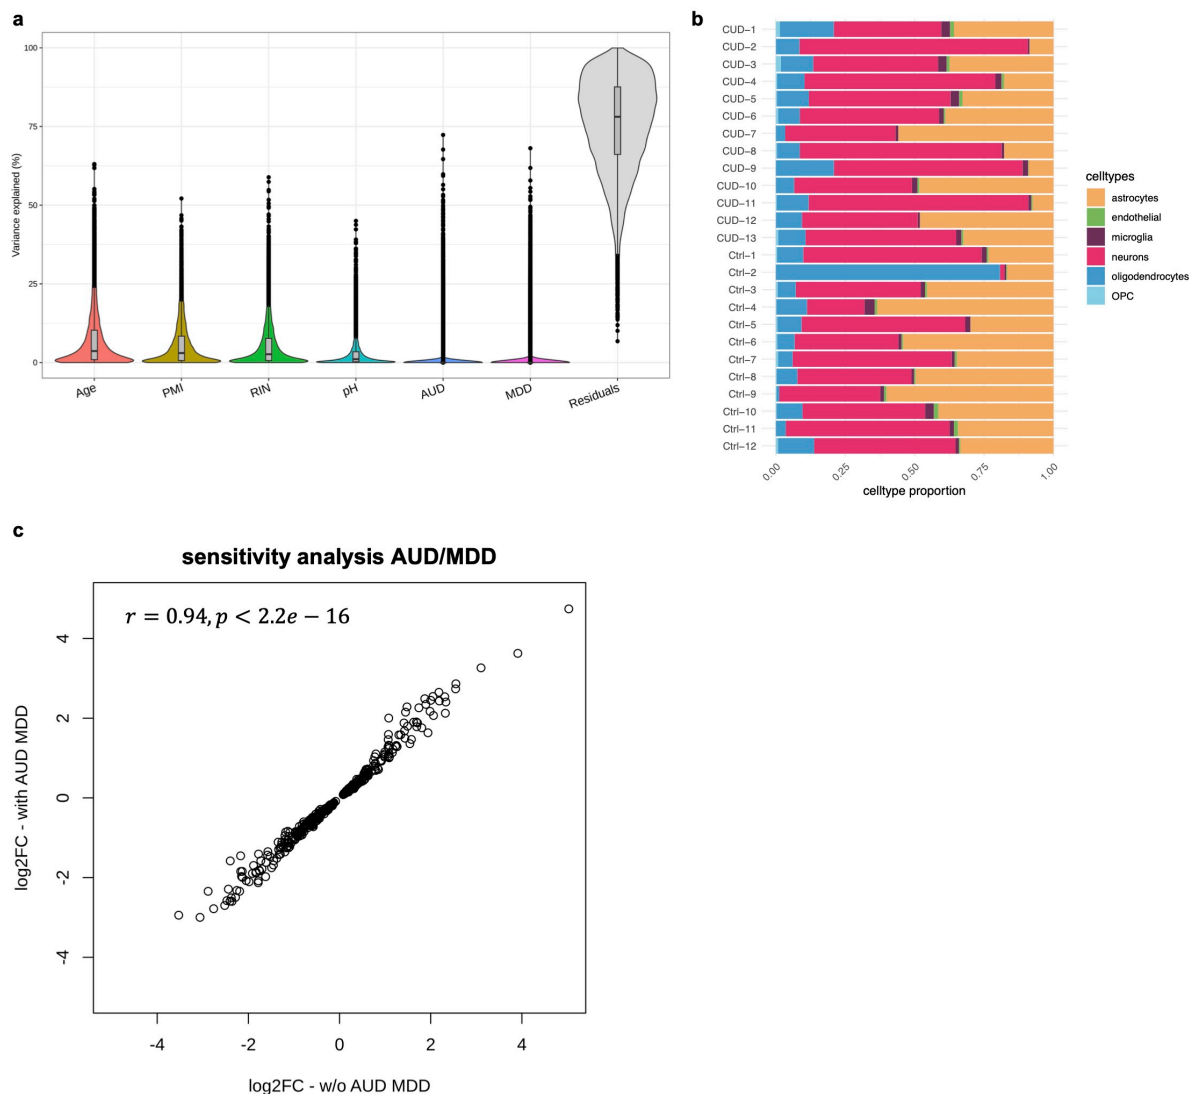 a
100
75
50
25
0
Variance explained (%)
Age
PMI
RIN
pH
AUD
MDD
Residuals
b
CUD-1
CUD-2
CUD-3
CUD-4
CUD-5
CUD-6
CUD-7
CUD-8
CUD-9
CUD-10
CUD-11
CUD-12
CUD-13
Ctrl-1
Ctrl-2
Ctrl-3
Ctrl-4
Ctrl-5
Ctrl-6
Ctrl-7
Ctrl-8
Ctrl-9
Ctrl-10
Ctrl-11
Ctrl-12
0.00
0.25
0.50
0.75
1.00
celltype proportion
celltypes
astrocytes
endothelial
microglia
neurons
oligodendrocytes
OPC
c
sensitivity analysis AUD/MDD
r = 0.94, p < 2.2e − 16
4
2
0
-2
-4
log2FC - with AUD MDD
-4
-2
0
2
4
log2FC - w/o AUD MDD